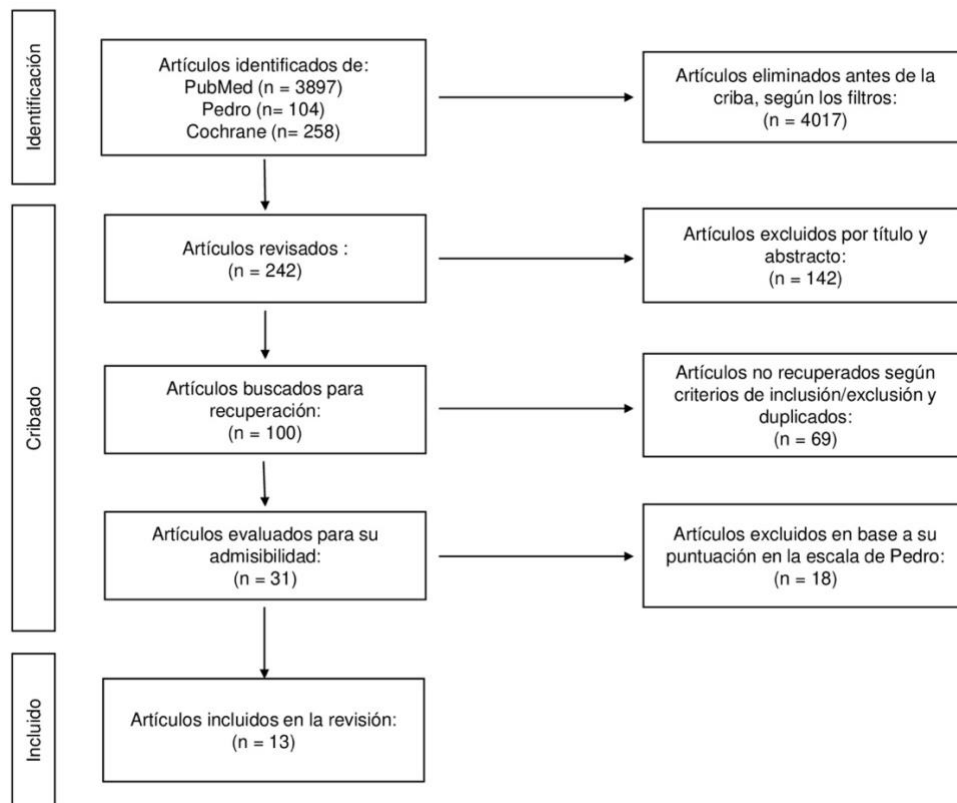 Identificación
Artículos identificados de:
PubMed (n = 3897)
Pedro (n= 104)
Cochrane (n= 258)
Artículos eliminados antes de la
criba, según los filtros:
(n = 4017)
Cribado
Artículos revisados :
(n = 242)
Artículos excluidos por título y
abstracto:
(n = 142)
Artículos buscados para
recuperación:
(n = 100)
Artículos no recuperados según
criterios de inclusión/exclusión y
duplicados:
(n = 69)
Artículos evaluados para su
admisibilidad:
(n = 31)
Artículos excluidos en base a su
puntuación en la escala de Pedro:
(n = 18)
Incluido
Artículos incluidos en la revisión:
(n = 13)